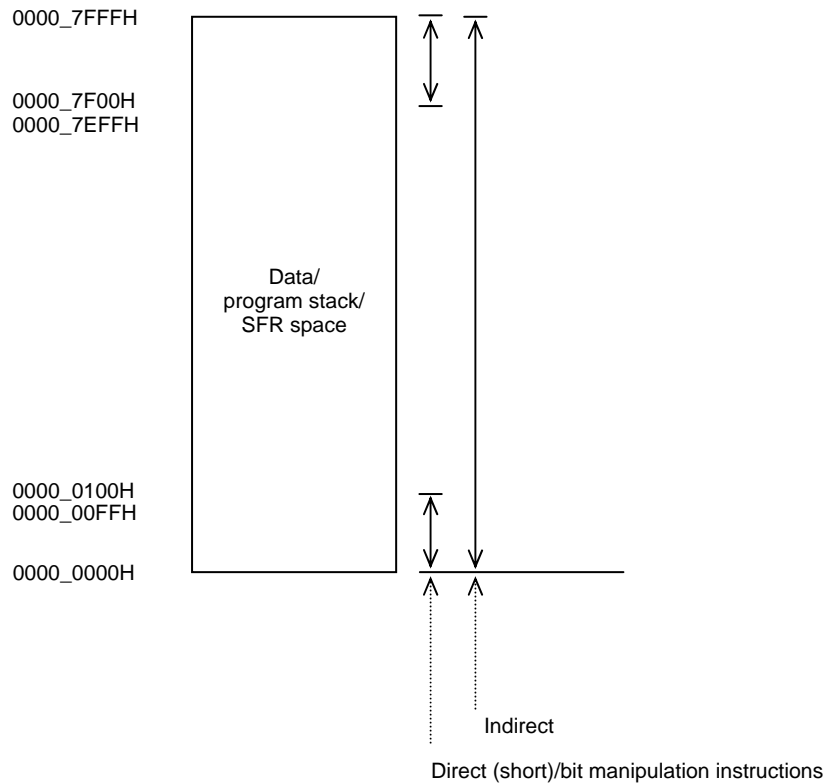 0000_7FFFH
0000_7F00H
0000_7EFFH
Data/
program stack/
SFR space
0000_0100H
0000_00FFH
0000_0000H
Indirect
Direct (short)/bit manipulation instructions